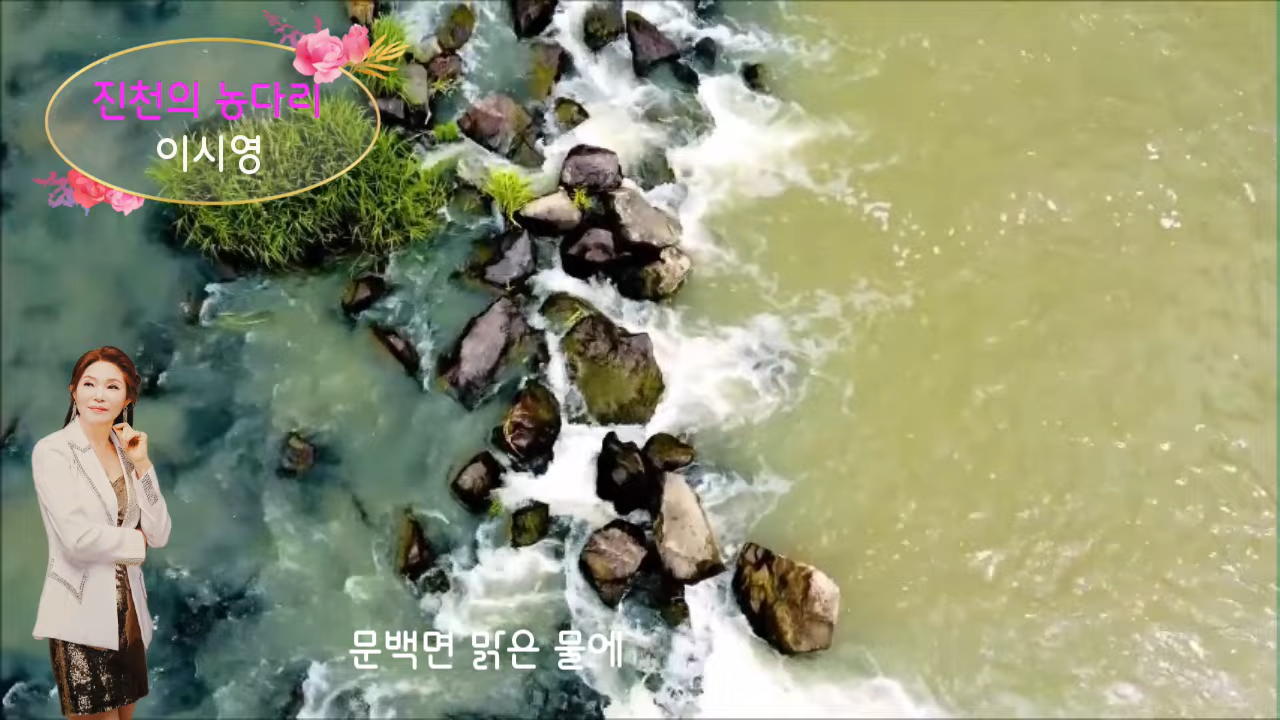 진천의 농다리
이시영
문백면 맑은 물에